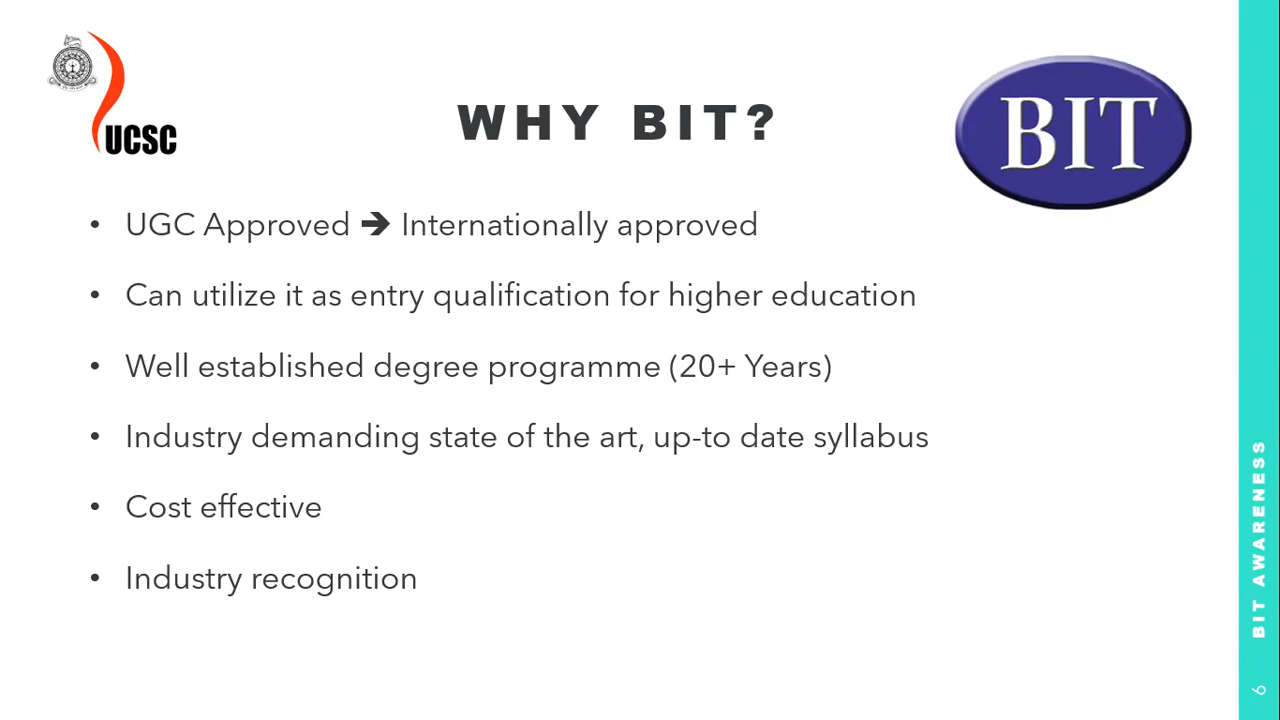 UCSC
WHY BIT?
BIT
• UGC Approved ➔ Internationally approved
• Can utilize it as entry qualification for higher education
• Well established degree programme (20+ Years)
• Industry demanding state of the art, up-to date syllabus
• Cost effective
• Industry recognition
BIT AWARENESS
6